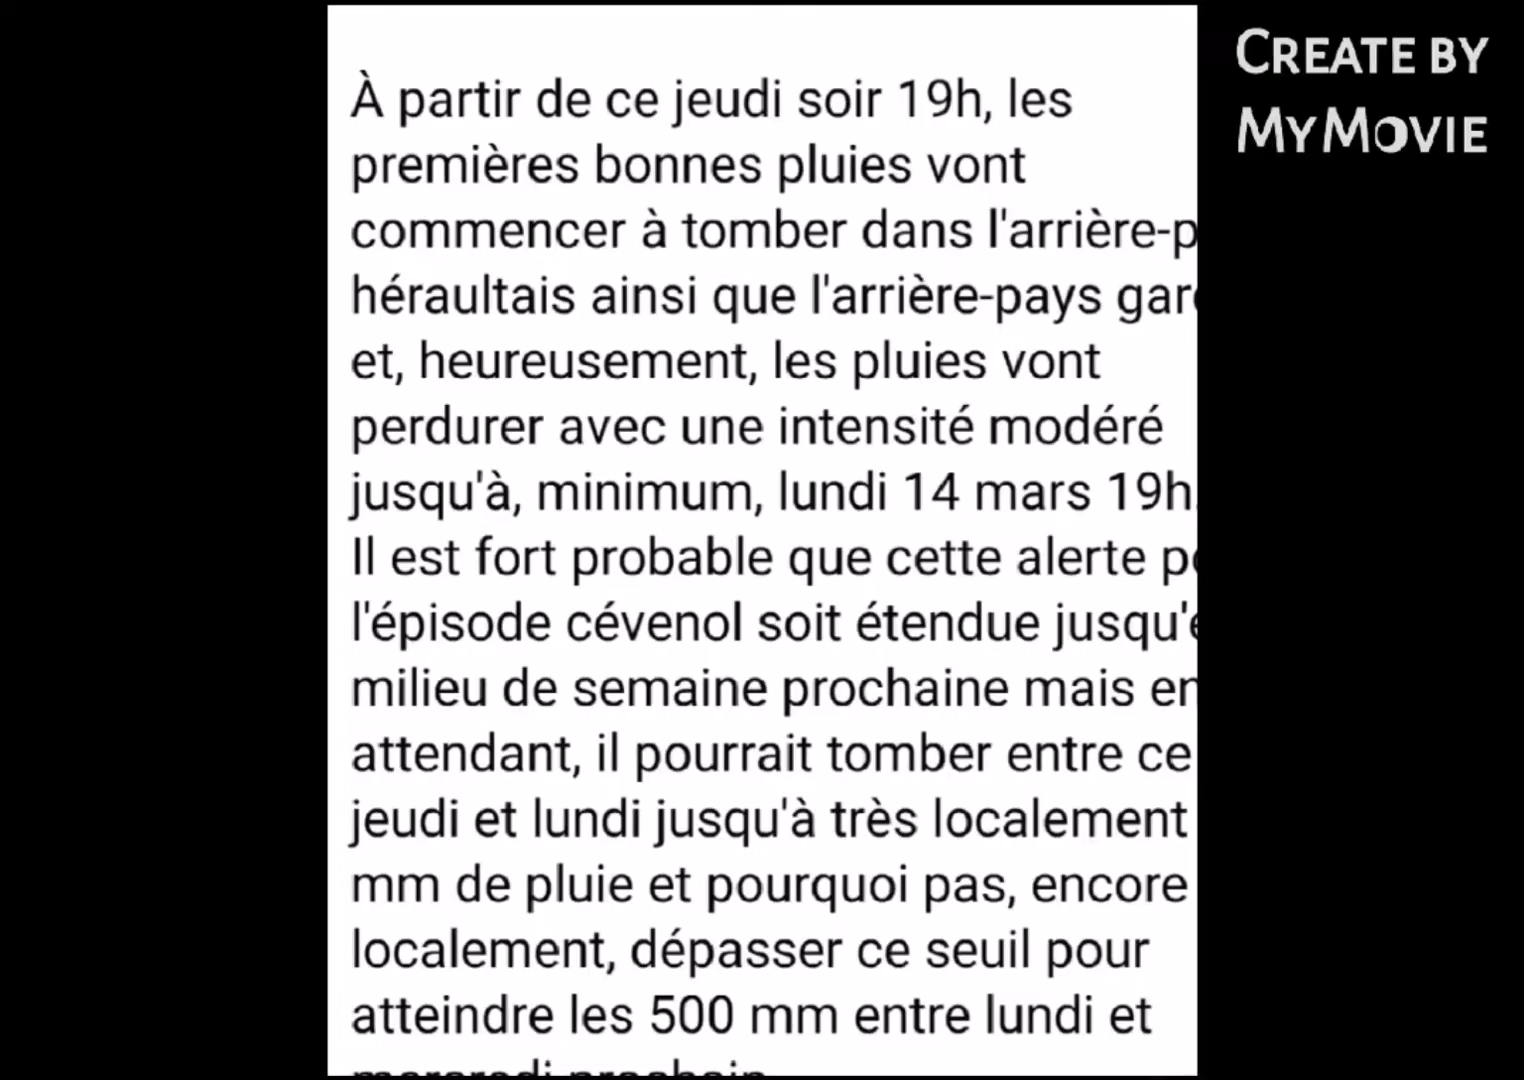 À partir de ce jeudi soir 19h, les
premières bonnes pluies vont
commencer à tomber dans l'arrière-p
héraultais ainsi que l'arrière-pays gar
et, heureusement, les pluies vont
perdurer avec une intensité modéré
jusqu'à, minimum, lundi 14 mars 19h.
Il est fort probable que cette alerte
l'épisode cévenol soit étendue
milieu de semaine prochaine mais en
attendant, il pourrait tomber entre ce
jeudi et lundi jusqu'à très localement
mm de pluie et pourquoi pas, encore
localement, dépasser ce seuil pour
atteindre les 500 mm entre lundi et
CREATE BY
MYMOVIE